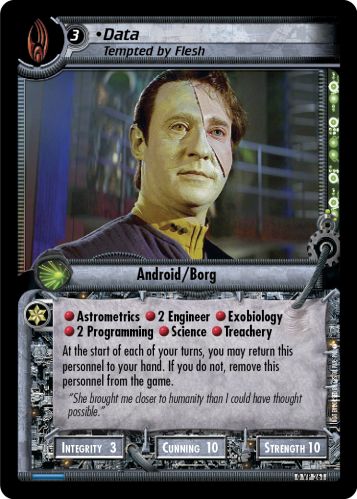 3
•Data
Tempted by Flesh
Android/Borg
• Astrometrics • 2 Engineer • Exobiology
• 2 Programming • Science • Treachery
At the start of each of your turns, you may return this
personnel to your hand. If you do not, remove this
personnel from the game.
"She brought me closer to humanity than I could have thought
possible."
INTEGRITY 3
CUNNING 10
STRENGTH 10
0 VP 261